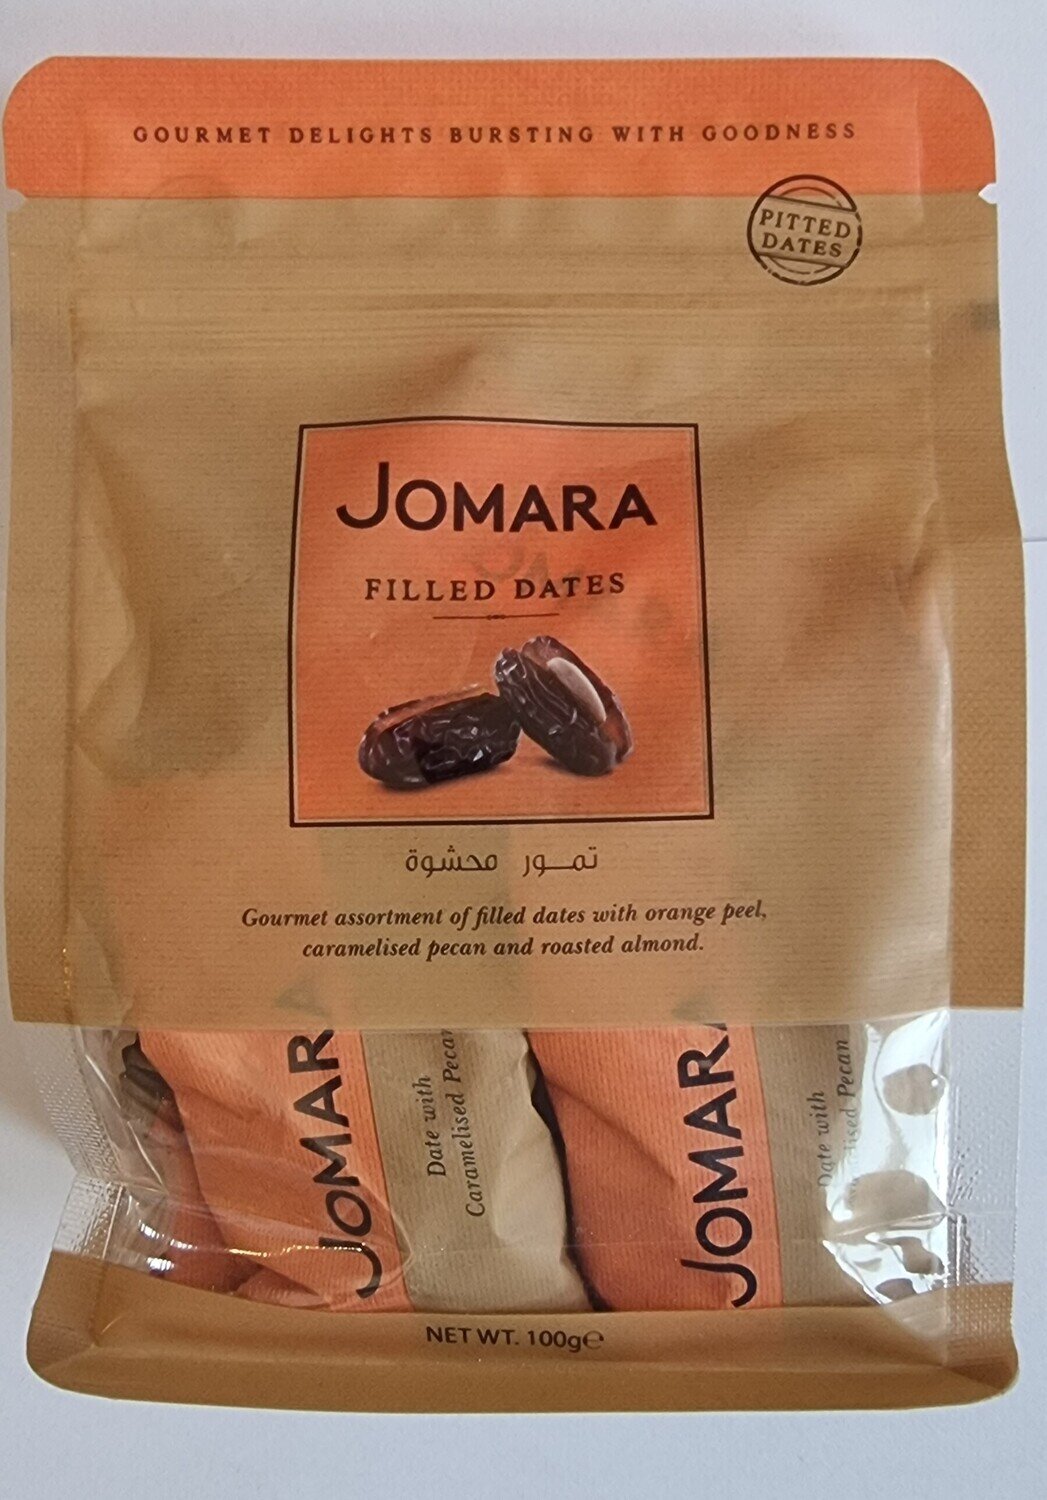 GOURMET DELIGHTS BURSTING WITH GOODNESS
PITTED
DATES
JOMARA
FILLED DATES
تمور محشوة
Gourmet assortment of filled dates with orange peel,
caramelised pecan and roasted almond.
JOMARA
Date with
Caramelised Pecan
JOMARA
Date with
Pecan
NET WT. 100g℮